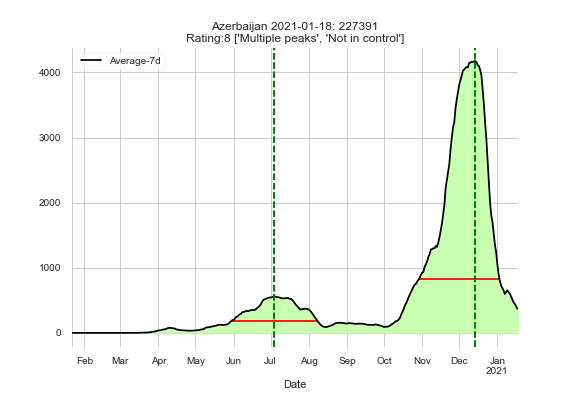 Azerbaijan 2021-01-18: 227391
Rating:8 ['Multiple peaks', 'Not in control']
Average-7d
4000
3000
2000
1000
0
Feb Mar Apr May Jun Jul Aug Sep Oct Nov Dec Jan
2021
Date